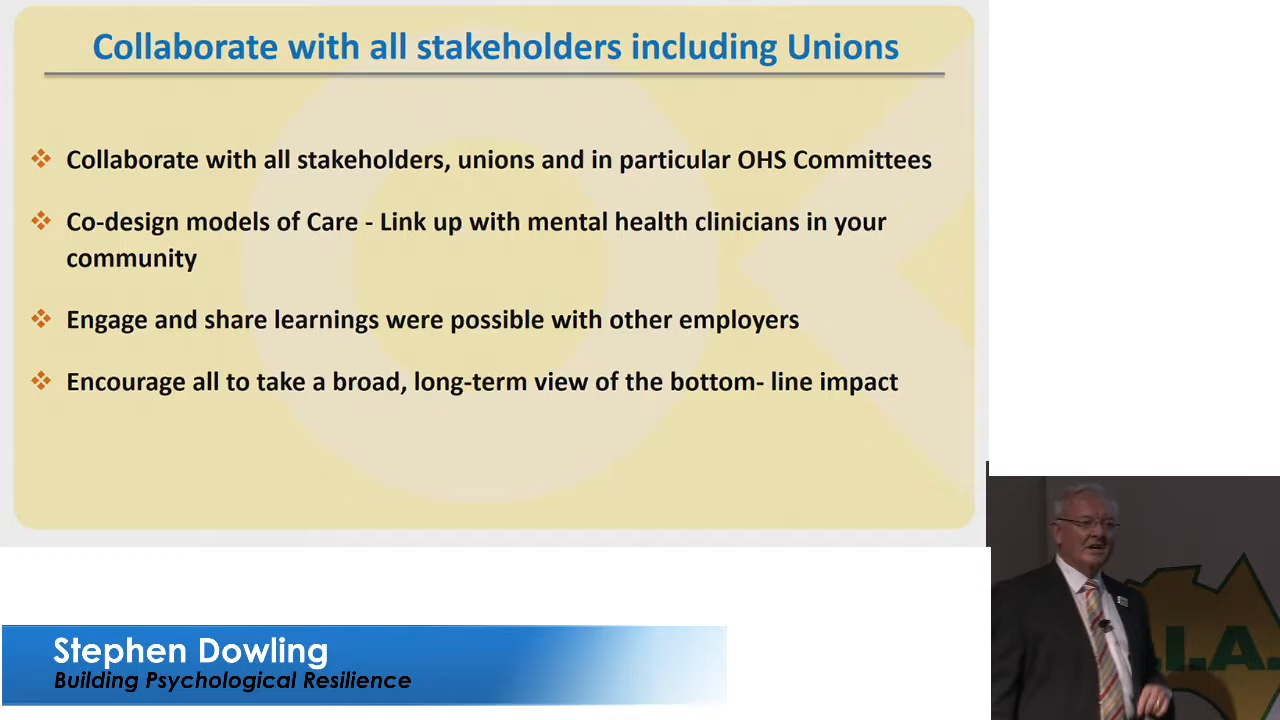 Collaborate with all stakeholders including Unions
Collaborate with all stakeholders, unions and in particular OHS Committees
Co-design models of Care - Link up with mental health clinicians in your
community
Engage and share learnings were possible with other employers
Encourage all to take a broad, long-term view of the bottom- line impact
.I.A.
Stephen Dowling
Building Psychological Resilience